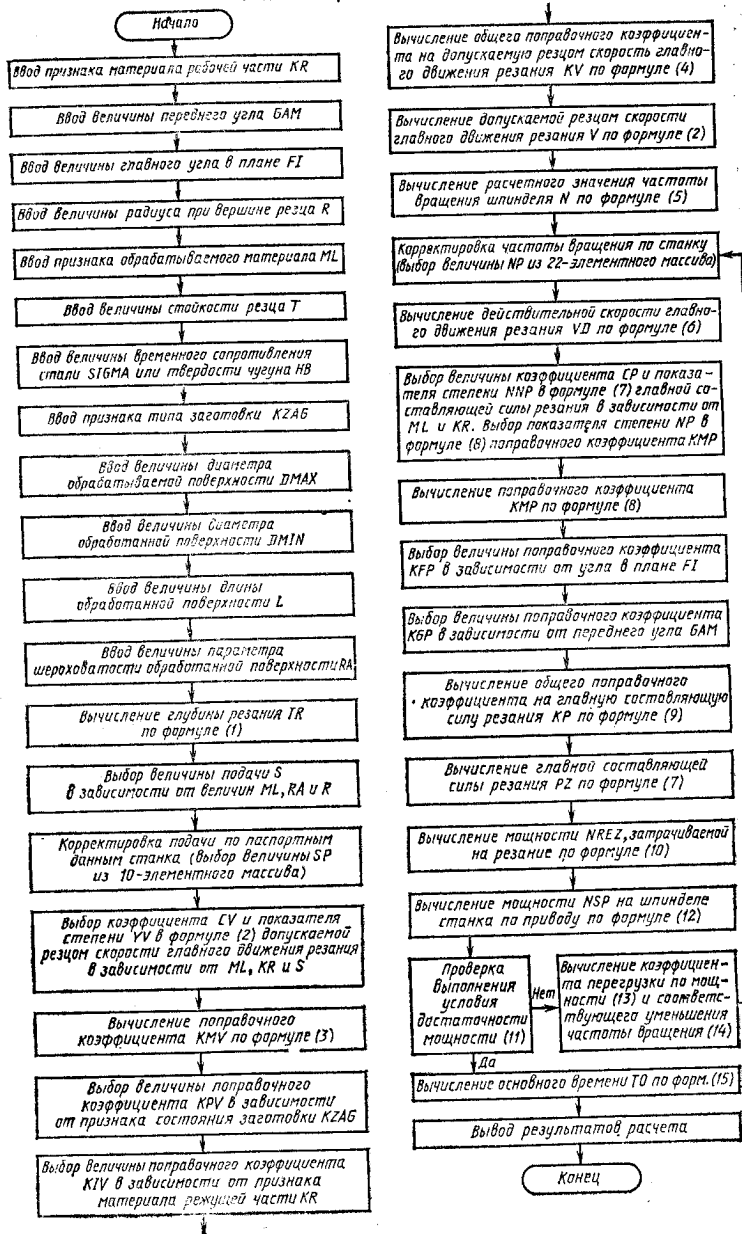 Начало
Ввод признака материала рабочей части KR
Ввод величины переднего угла GAM
Ввод величины главного угла в плане FI
Ввод величины радиуса при вершине резца R
Ввод признака обрабатываемого материала ML
Ввод величины стойкости резца T
Ввод величины временного сопротивления
стали SIGMA или твердости чугуна HB
Ввод признака типа заготовки KZAG
Ввод величины диаметра
обрабатываемой поверхности DMAX
Ввод величины диаметра
обработанной поверхности DMIN
Ввод величины длины
обработанной поверхности L
Ввод величины параметра
шероховатости обработанной поверхности RA
Вычисление глубины резания TR
по формуле (1)
Выбор величины подачи S
в зависимости от величин ML, RA и R
Корректировка подачи по паспортным
данным станка (выбор величины SP
из 10-элементного массива)
Выбор коэффициента CV и показателя
степени YV в формуле (2) допускаемой
резцом скорости главного движения резания
в зависимости от ML, KR и S
Вычисление поправочного
коэффициента KMV по формуле (3)
Выбор величины поправочного
коэффициента KPV в зависимости
от признака состояния заготовки KZAG
Выбор величины поправочного коэффициента
KIV в зависимости от признака
материала режущей части KR
Вычисление общего поправочного коэффициен-
та на допускаемую резцом скорость главно-
го движения резания KV по формуле (4)
Вычисление допускаемой резцом скорости
главного движения резания V по формуле (2)
Вычисление расчетного значения частоты
вращения шпинделя N по формуле (5)
Корректировка частоты вращения по станку
(выбор величины NP из 22-элементного массива)
Вычисление действительной скорости главно-
го движения резания VD по формуле (6)
Выбор величины коэффициента CP и показа-
теля степени NNP в формуле (7) главной со-
ставляющей силы резания в зависимости от
ML и KR. Выбор показателя степени NP в
формуле (8) поправочного коэффициента KMP
Вычисление поправочного коэффициента
KMP по формуле (8)
Выбор величины поправочного коэффициента
KFP в зависимости от угла в плане FI
Выбор величины поправочного коэффициента
KGP в зависимости от переднего угла GAM
Вычисление общего поправочного
коэффициента на главную составляющую
силу резания KP по формуле (9)
Вычисление главной составляющей
силы резания PZ по формуле (7)
Вычисление мощности NREZ, затрачиваемой
на резание по формуле (10)
Вычисление мощности NSP на шпинделе
станка по приводу по формуле (12)
Проверка
выполнения
условия
достаточности
мощности (11)
Нет
Вычисление коэффициен-
та перегрузки по мощ-
ности (13) и соответс-
твующего уменьшения
частоты вращения (14)
Да
Вычисление основного времени TO по форм. (15)
Вывод результатов расчета
Конец